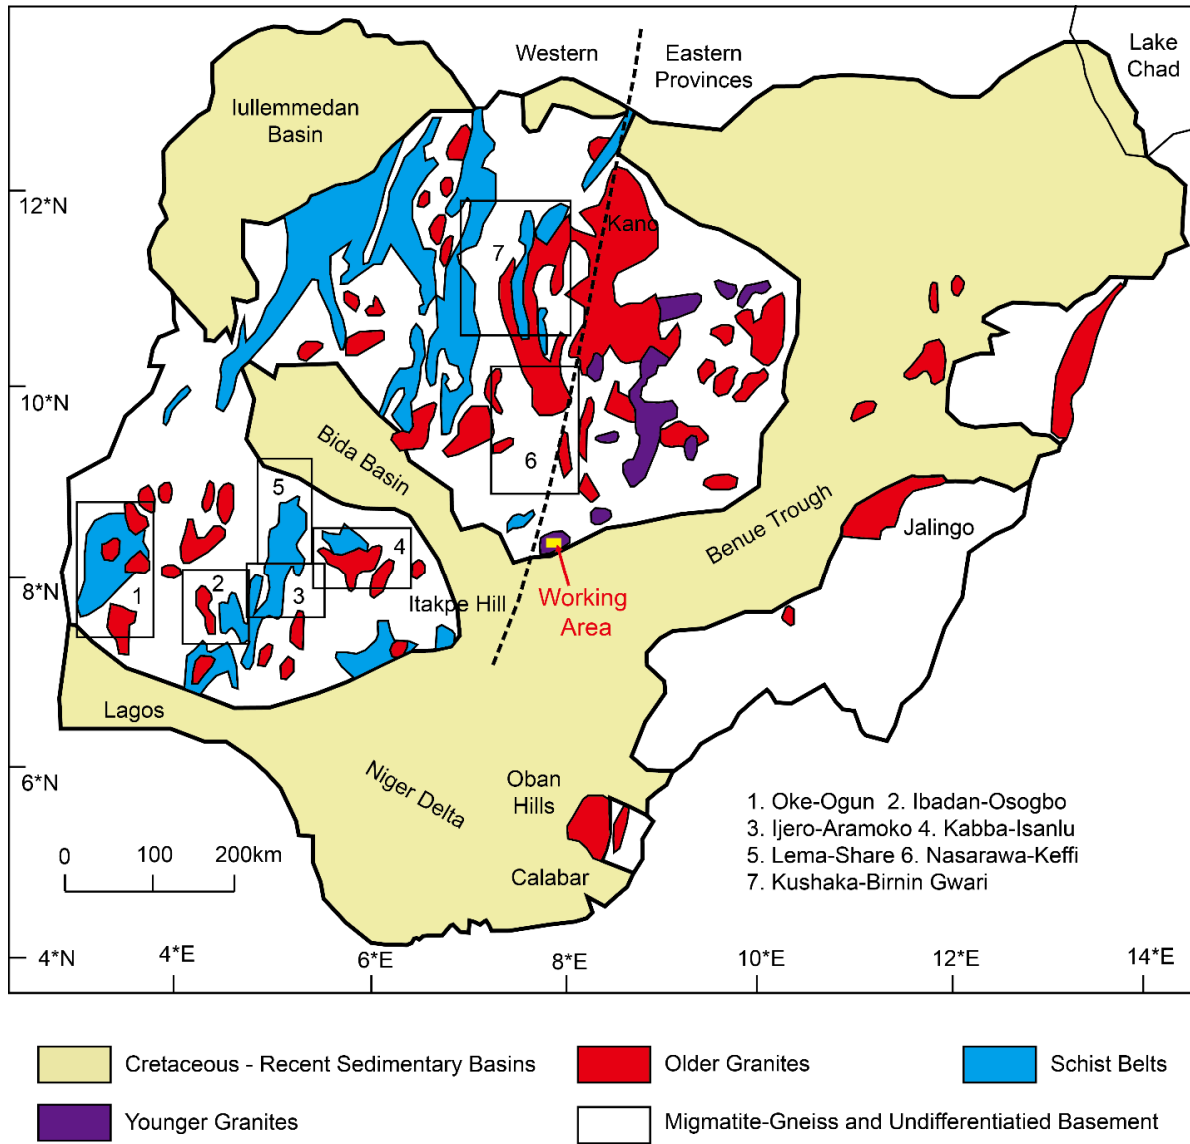 Western
Eastern
Provinces
Lake
Chad
Iullemmedan
Basin
12*N
Kano
7
10*N
Bida Basin
6
5
Benue Trough
Jalingo
4
2
8*N
1
3
Itakpe Hill
Working
Area
Lagos
6*N
Niger Delta
Oban
Hills
1. Oke-Ogun 2. Ibadan-Osogbo
3. Ijero-Aramoko 4. Kabba-Isanlu
5. Lema-Share 6. Nasarawa-Keffi
7. Kushaka-Birnin Gwari
0 100 200km
Calabar
4*N 4*E 6*E 8*E 10*E 12*E 14*E
Cretaceous - Recent Sedimentary Basins
Older Granites
Schist Belts
Younger Granites
Migmatite-Gneiss and Undifferentiatied Basement